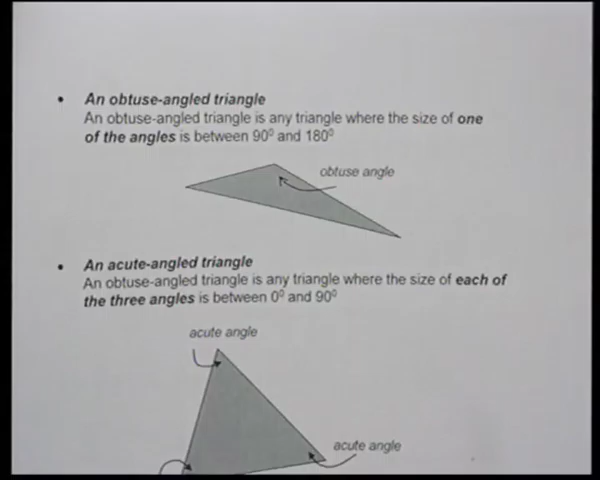 • An obtuse-angled triangle
An obtuse-angled triangle is any triangle where the size of one
of the angles is between 90⁰ and 180⁰
obtuse angle
• An acute-angled triangle
An obtuse-angled triangle is any triangle where the size of each of
the three angles is between 0⁰ and 90⁰
acute angle
acute angle